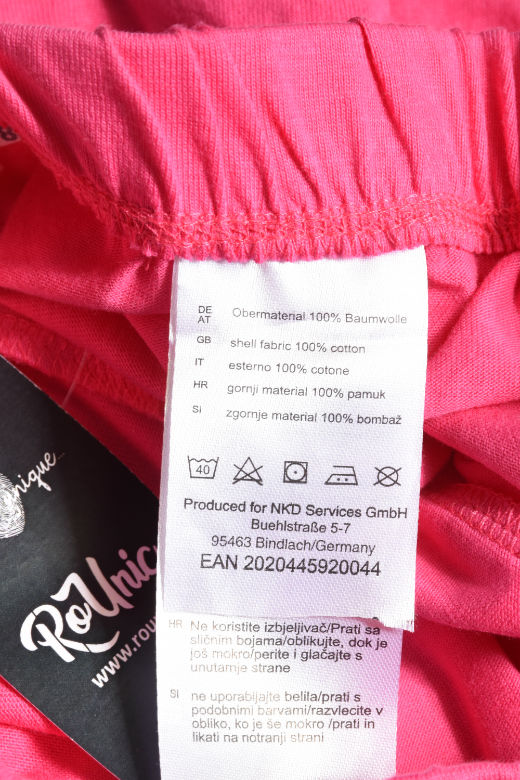 DE
AT
Obermaterial 100% Baumwolle
GB shell fabric 100% cotton
IT esterno 100% cotone
HR gornji material 100% pamuk
SI zgornje material 100% bombaž
40
Produced for NKD Services GmbH
Buehlstraße 5-7
95463 Bindlach/Germany
EAN 2020445920044
HR Ne koristite izbjeljivač/Prati sa
sličnim bojama/oblikujte, dok je
još mokro/perite i glačajte s
unutarnje strane
SI ne uporabijajte belila/prati s
podobnimi barvami/razvlecite v
obliko, ko je še mokro /prati in
likati na notranji strani
nique...
RoUnic
www.rou
8